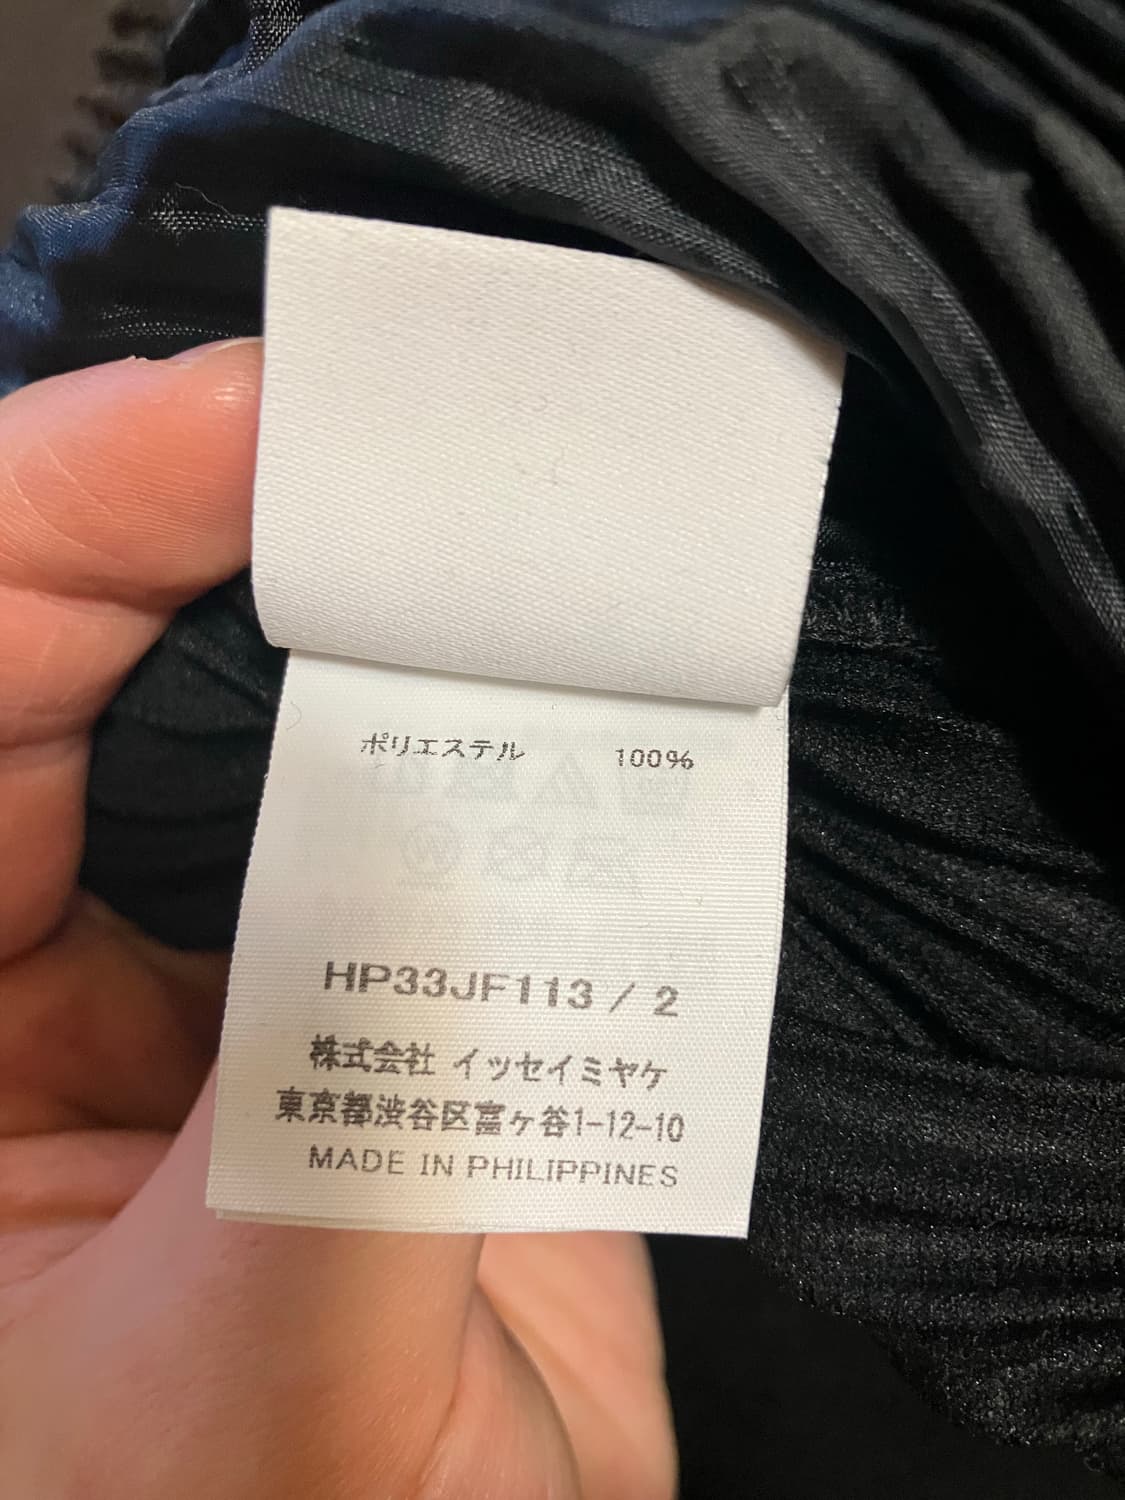 ポリエステル 100%
HP33JF113 / 2
株式会社 イッセイミヤケ
東京都渋谷区富ヶ谷1-12-10
MADE IN PHILIPPINES